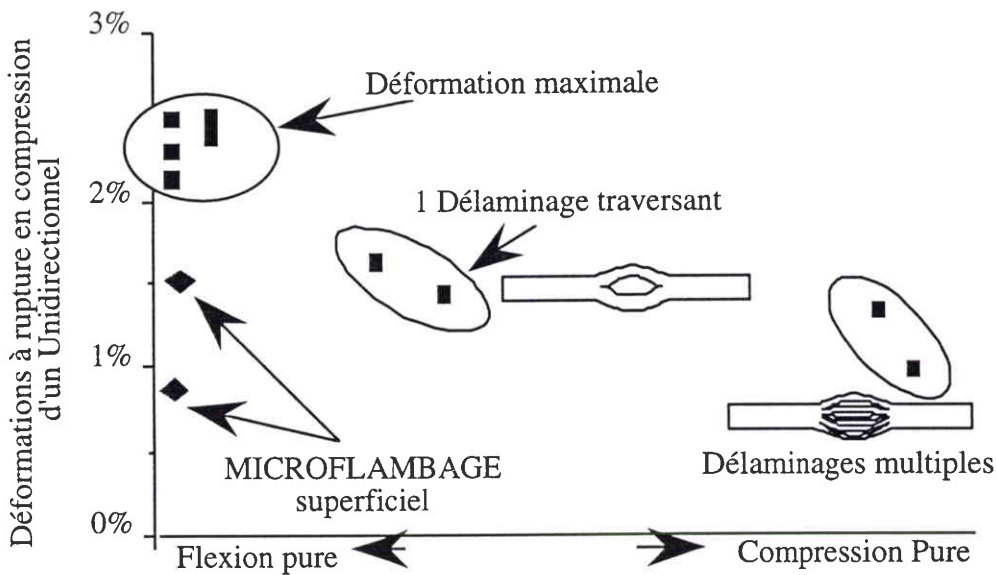 Déformations à rupture en compression
d'un Unidirectionnel
3%
2%
1%
0%
Déformation maximale
1 Délaminage traversant
MICROFLAMBAGE
superficiel
Délaminages multiples
Flexion pure
Compression Pure